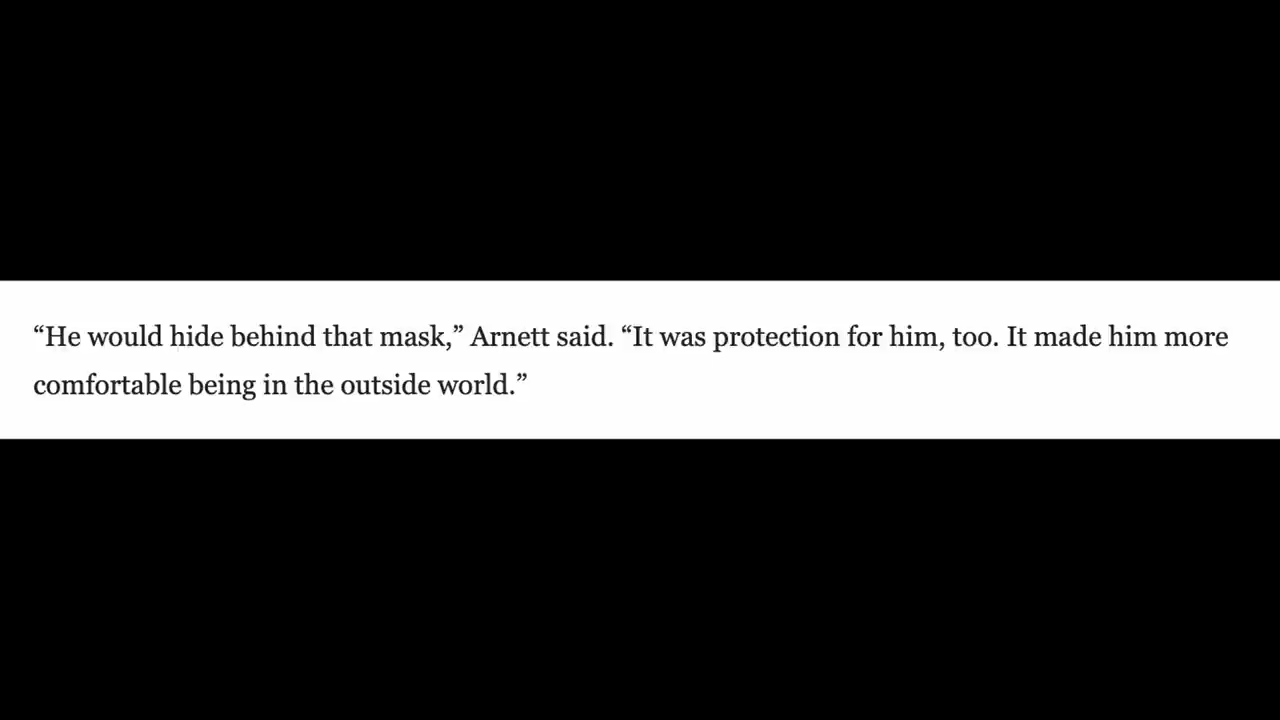 “He would hide behind that mask,” Arnett said. “It was protection for him, too. It made him more
comfortable being in the outside world.”